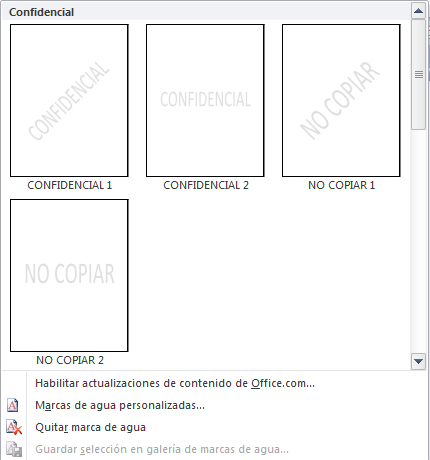 Confidencial
CONFIDENCIAL
CONFIDENCIAL
NO COPIAR
CONFIDENCIAL 1
CONFIDENCIAL 2
NO COPIAR 1
NO COPIAR
NO COPIAR 2
Habilitar actualizaciones de contenido de Office.com...
Marcas de agua personalizadas...
Quitar marca de agua
Guardar selección en galería de marcas de agua...